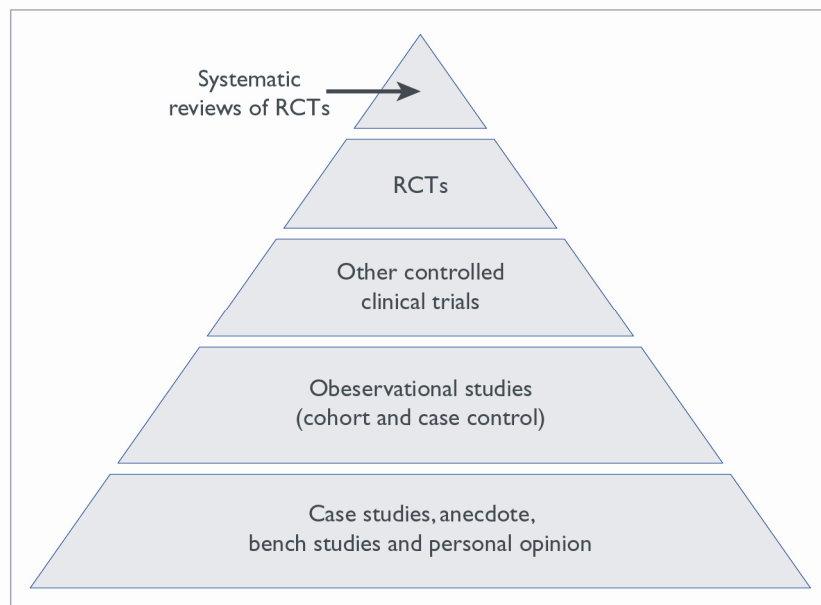 Systematic
reviews of RCTs
RCTs
Other controlled
clinical trials
Obeservational studies
(cohort and case control)
Case studies, anecdote,
bench studies and personal opinion